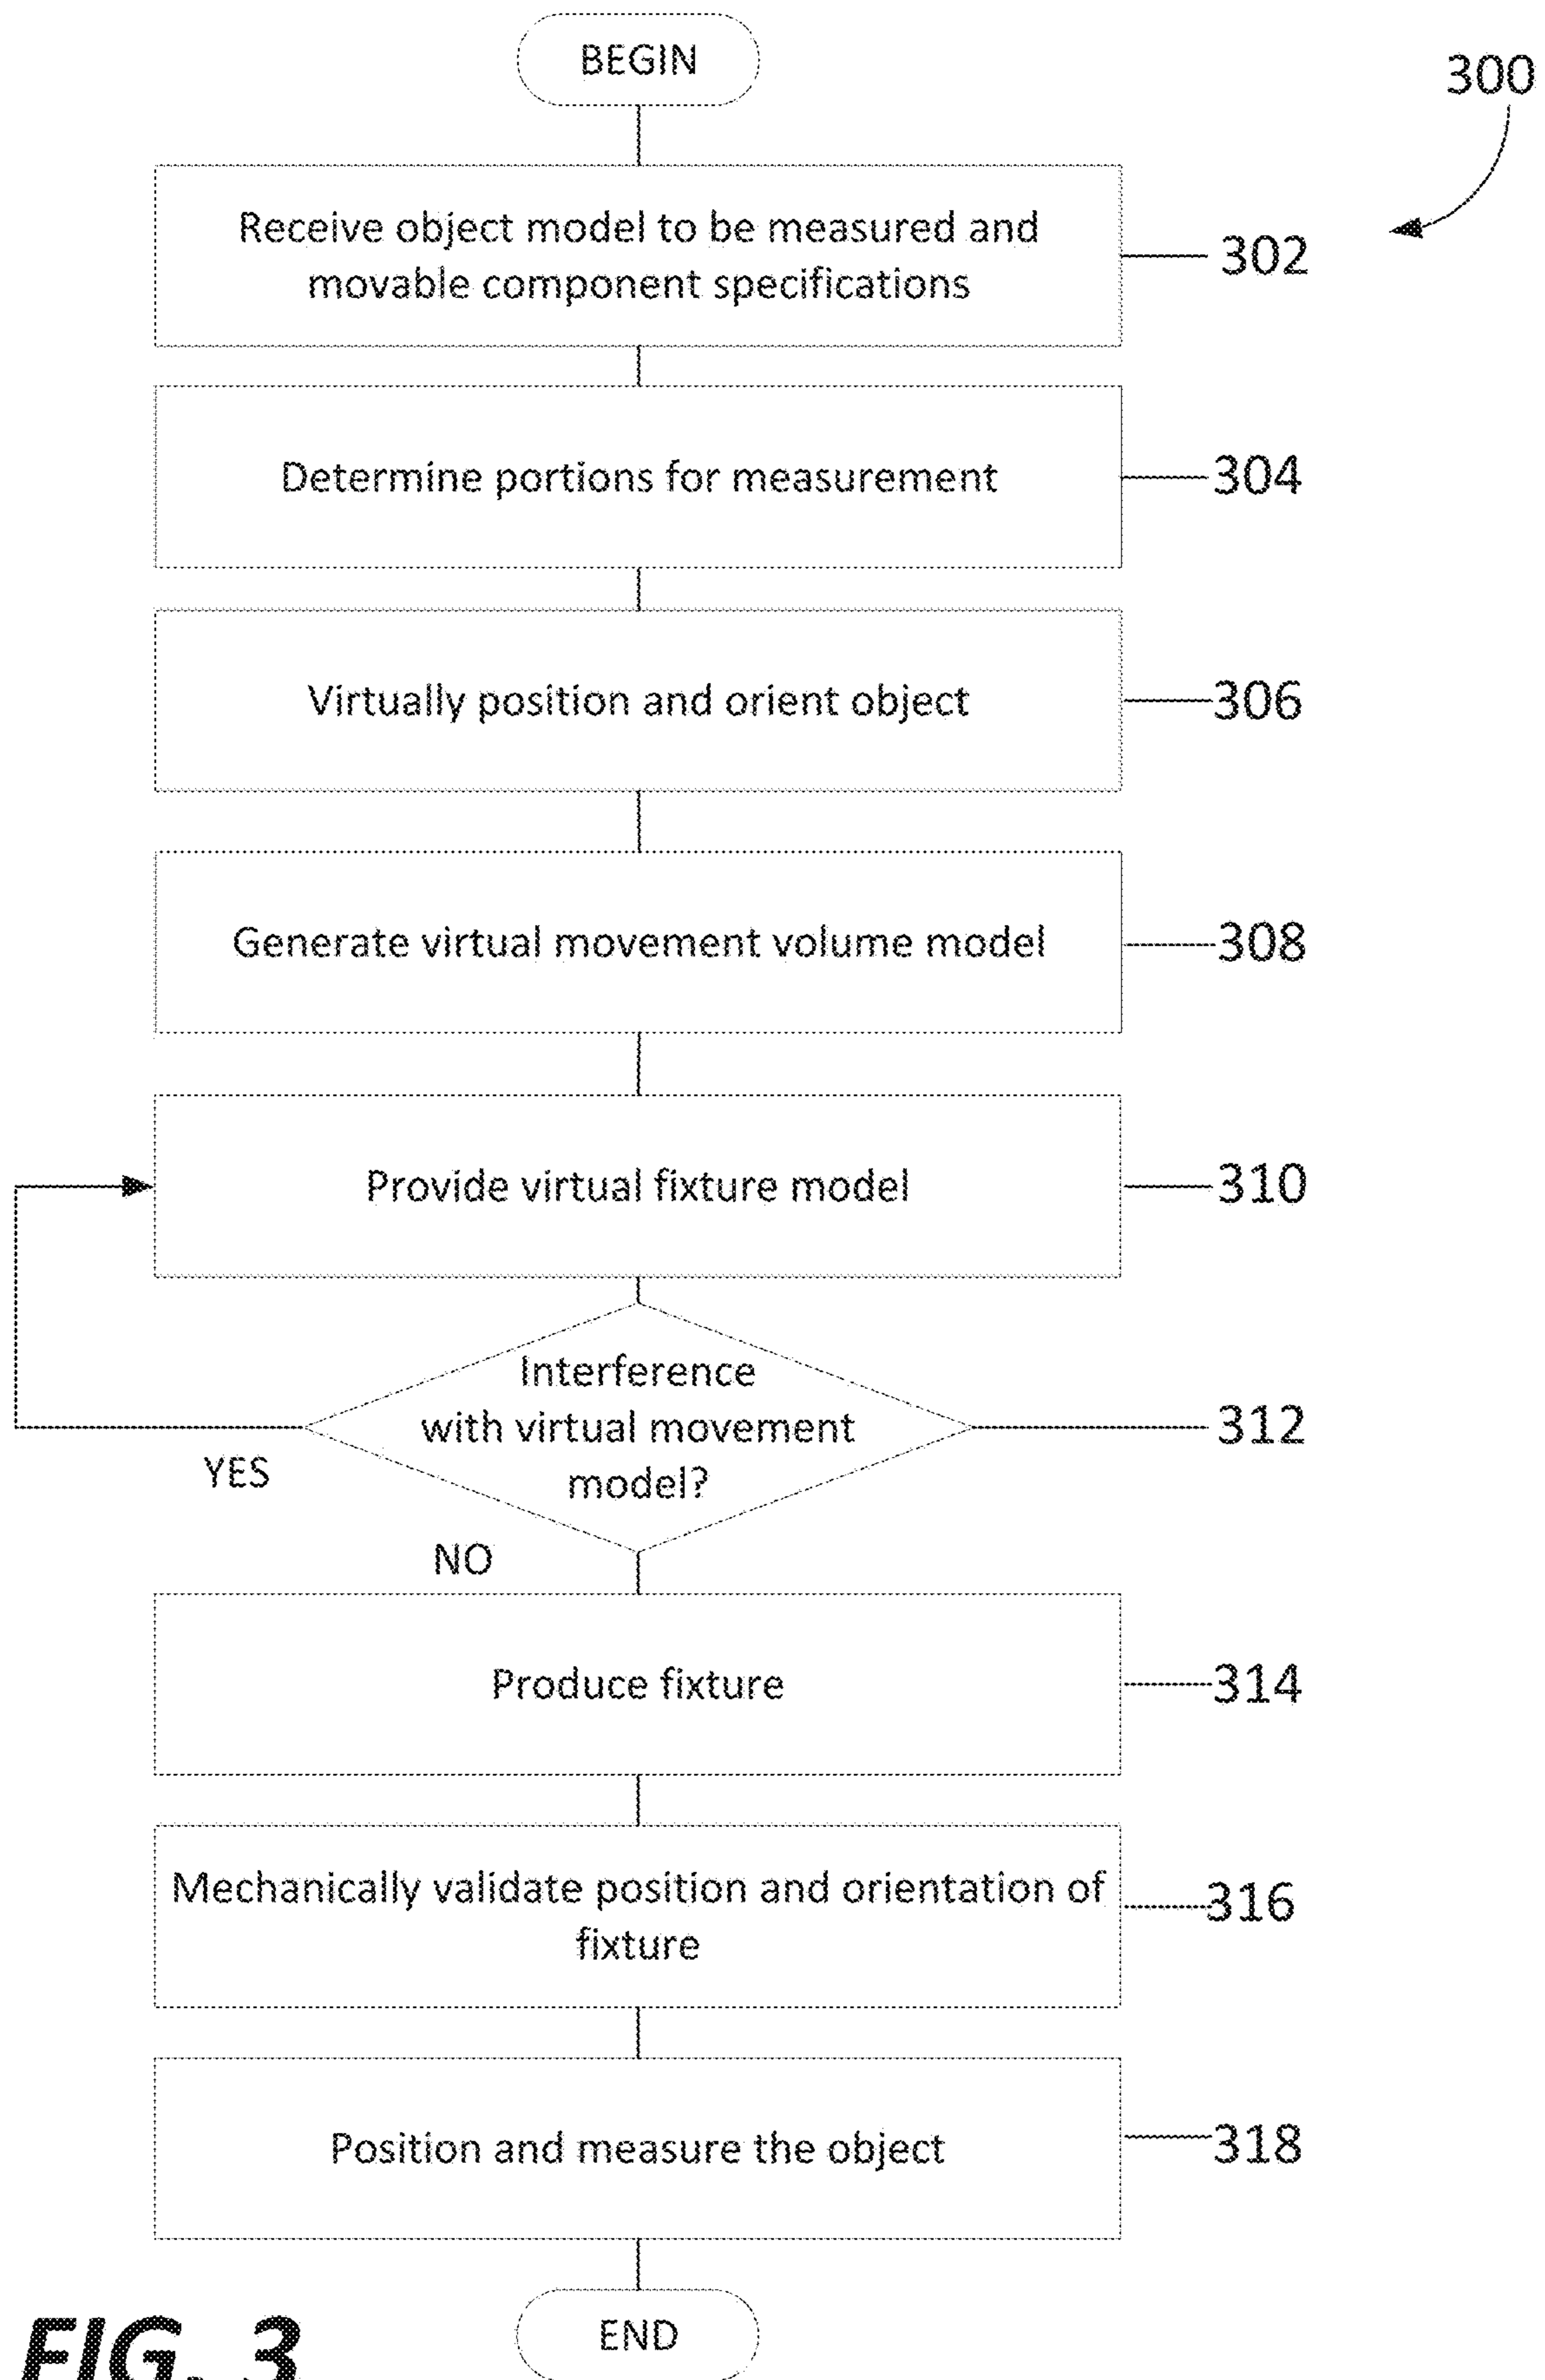 BEGIN
300
Receive object model to be measured and
movable component specifications
302
Determine portions for measurement
304
Virtually position and orient object
306
Generate virtual movement volume model
308
Provide virtual fixture model
310
Interference
with virtual movement
model?
312
YES
NO
Produce fixture
314
Mechanically validate position and orientation of
fixture
316
Position and measure the object
318
END
FIG. 3